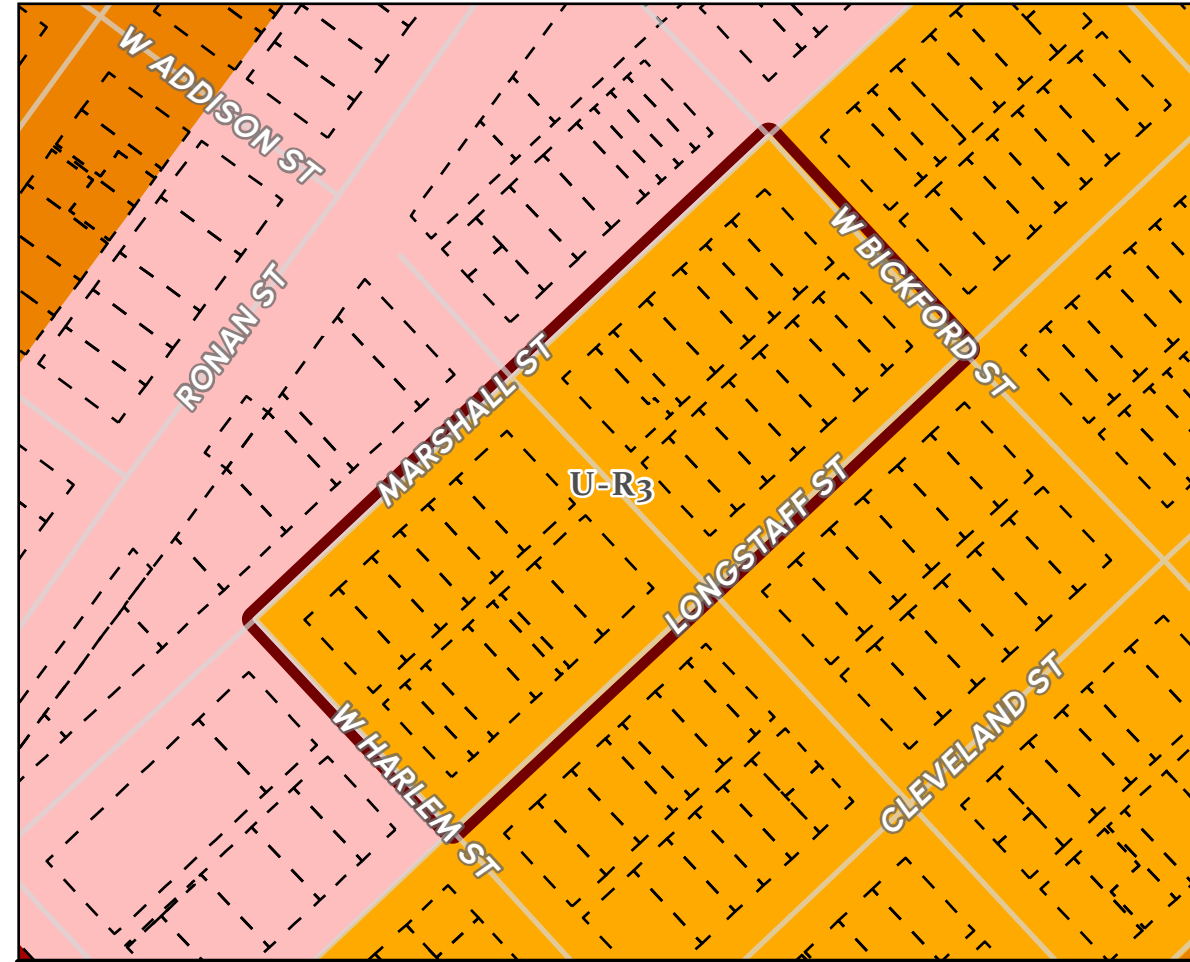 W ADDISON ST
W BICKFORD ST
RONAN ST
MARSHALL ST
U-R3
LONGSTAFF ST
W HARLEM ST
CLEVELAND ST